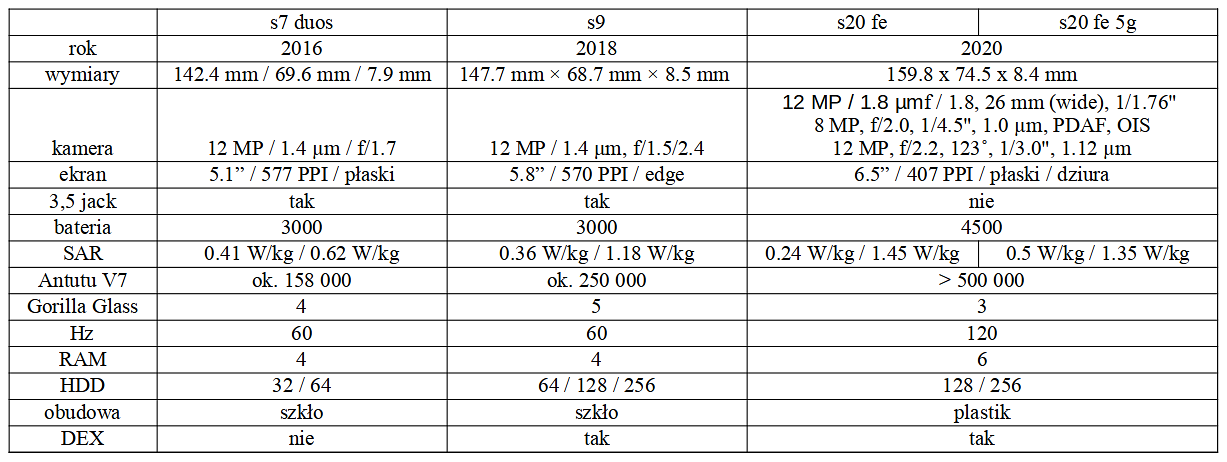 s7 duos s9 s20 fe s20 fe 5g
rok 2016 2018 2020
wymiary 142.4 mm / 69.6 mm / 7.9 mm 147.7 mm × 68.7 mm × 8.5 mm 159.8 x 74.5 x 8.4 mm
12 MP / 1.8 µmf / 1.8, 26 mm (wide), 1/1.76"
8 MP, f/2.0, 1/4.5", 1.0 µm, PDAF, OIS
kamera 12 MP / 1.4 µm / f/1.7 12 MP / 1.4 µm, f/1.5/2.4 12 MP, f/2.2, 123˚, 1/3.0", 1.12 µm
ekran 5.1” / 577 PPI / płaski 5.8” / 570 PPI / edge 6.5” / 407 PPI / płaski / dziura
3,5 jack tak tak nie
bateria 3000 3000 4500
SAR 0.41 W/kg / 0.62 W/kg 0.36 W/kg / 1.18 W/kg 0.24 W/kg / 1.45 W/kg 0.5 W/kg / 1.35 W/kg
Antutu V7 ok. 158 000 ok. 250 000 > 500 000
Gorilla Glass 4 5 3
Hz 60 60 120
RAM 4 4 6
HDD 32 / 64 64 / 128 / 256 128 / 256
obudowa szkło szkło plastik
DEX nie tak tak